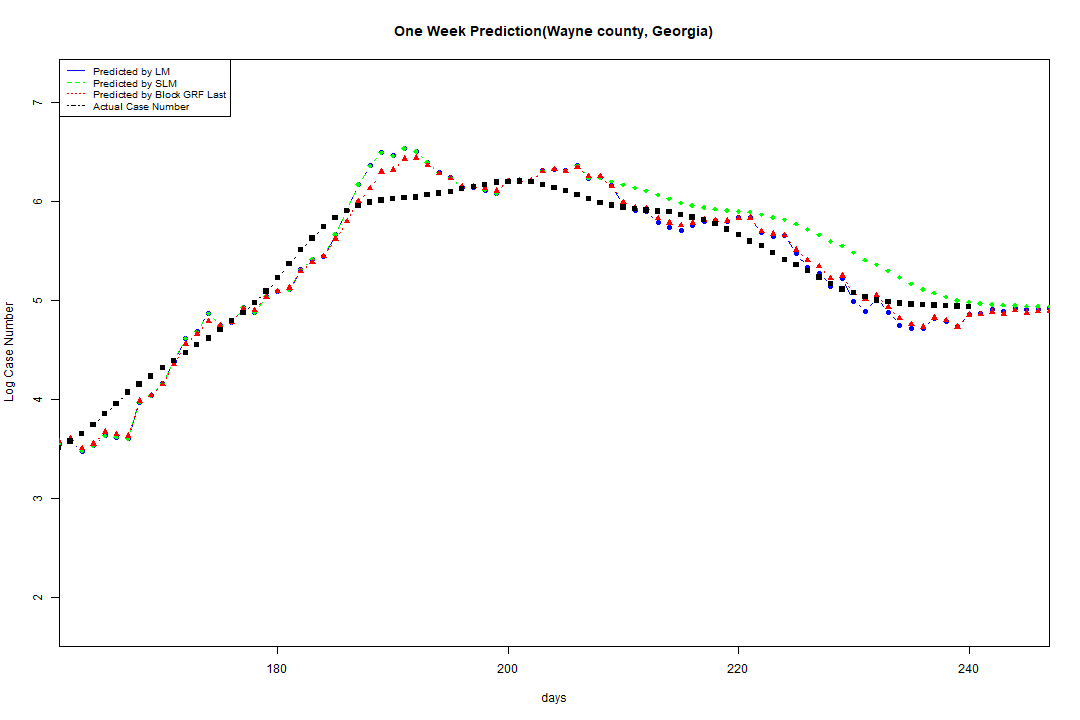 One Week Prediction(Wayne county, Georgia)
Predicted by LM
Predicted by SLM
Predicted by Block GRF Last
Actual Case Number
7
6
5
4
3
2
Log Case Number
180 200 220 240
days